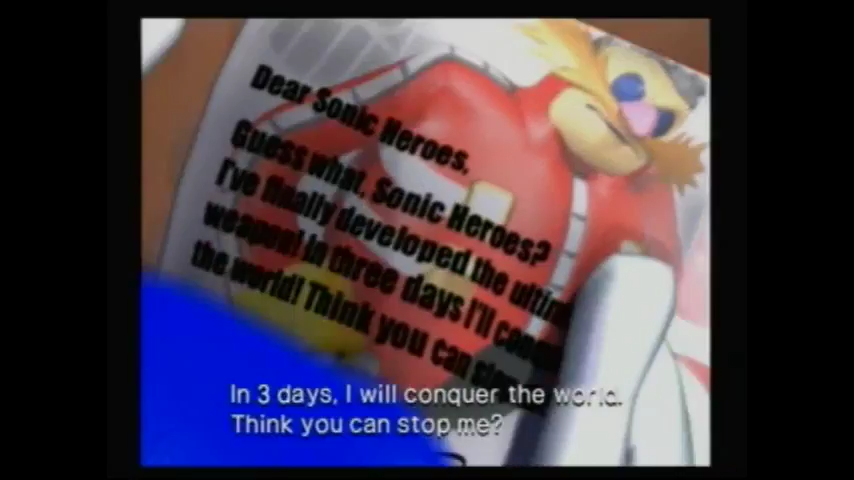 Dear Sonic Heroes,
Guess what, Sonic Heroes?
I've finally developed the
weapon! In three days I'll
the world! Think you can
In 3 days, I will conquer the world.
Think you can stop me?